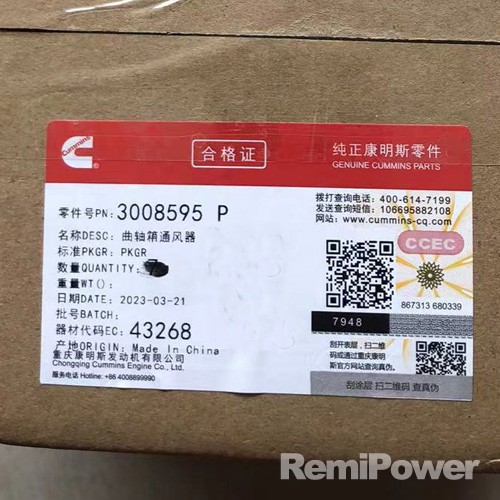 Cummins
合格证
纯正康明斯零件
GENUINE CUMMINS PARTS
零件号PN: 3008595 P
名称DESC: 曲轴箱通风器
标准PKGR: PKGR
数量QUANTITY:
重量WT():
日期DATE: 2023-03-21
批号BATCH:
器材代码EC: 43268
产地ORIGIN: Made In China
重庆康明斯发动机有限公司
Chongqing Cummins Engine Co., Ltd.
服务电话 Hotline: +86 4008899990
拨打查询电话: 400-614-7199
发送查询短信: 106695882108
网站: www.cummins-cq.com
CCEC
867313 680339
7948
刮开表层,扫二维
码或通过重庆康明
斯官方网站查询真伪。
刮涂层 扫二维码 查真伪
RemiPower